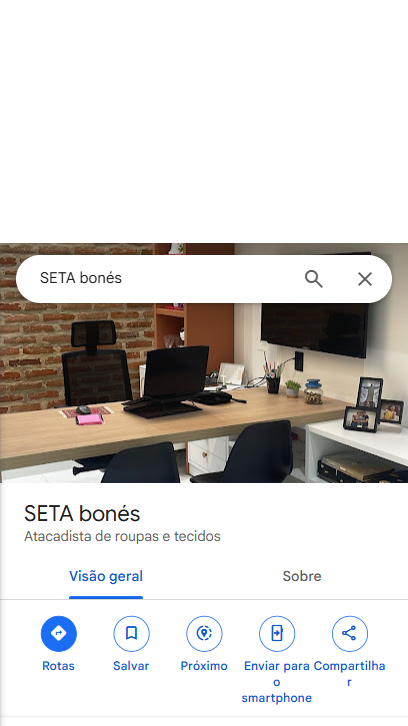 SETA bonés
SETA bonés
Atacadista de roupas e tecidos
Visão geral
Sobre
Rotas
Salvar
Próximo
Enviar para o smartphone
Compartilhar